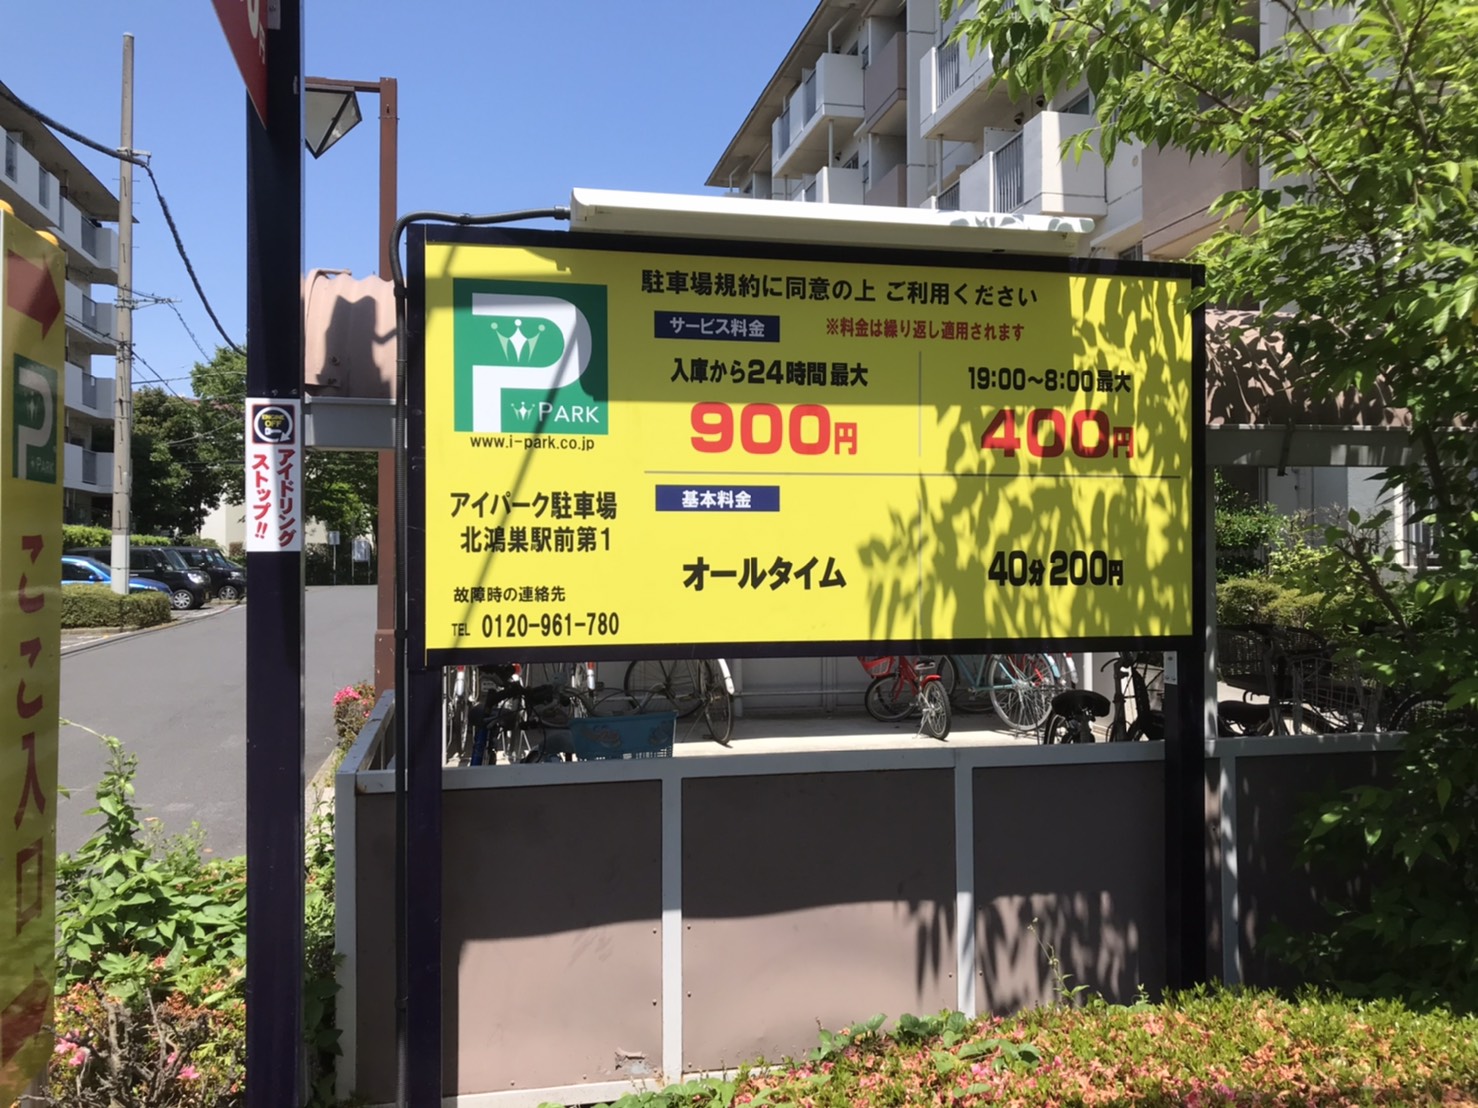 駐車場規約に同意の上 ご利用ください
サービス料金
※料金は繰り返し適用されます
入庫から24時間最大
900円
19:00〜8:00最大
400円
基本料金
オールタイム
40分200円
P
PARK
www.i-park.co.jp
アイパーク駐車場
北鴻巣駅前第1
故障時の連絡先
TEL 0120-961-780
OFF
アイドリング
ストップ!!
P
PARK
ここ入口